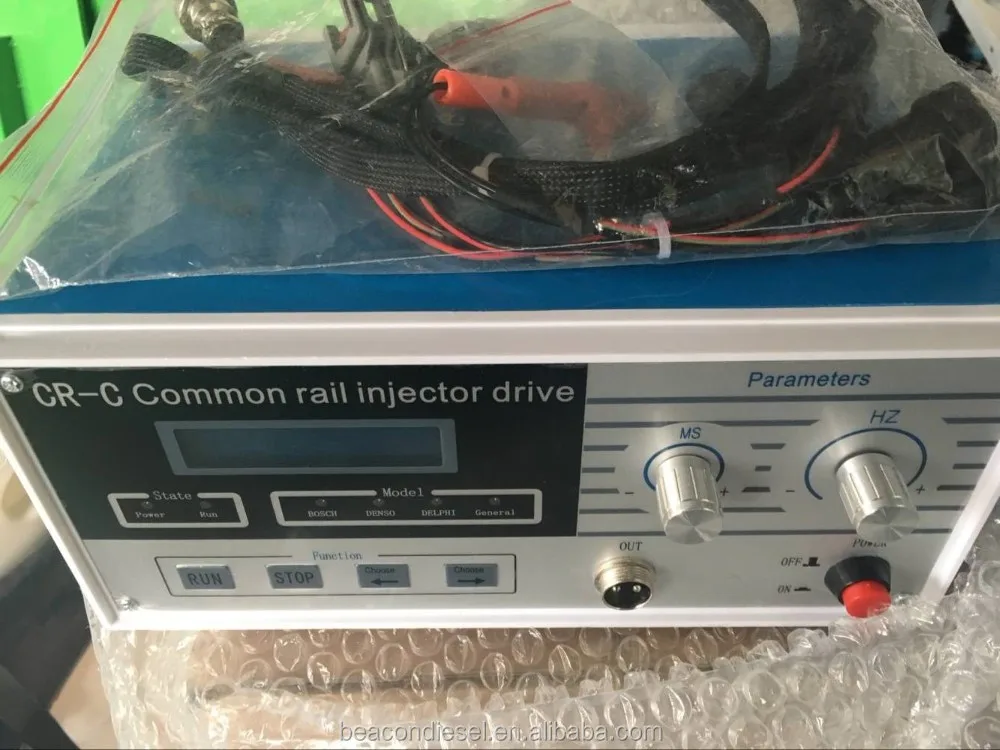 CR-C Common rail injector drive
State
Power Run
Model
BOSCH DENSO DELPHI General
Function
RUN STOP Choose ← Choose →
Parameters
MS
- +
HZ
- +
OUT
POWER
OFF
ON
beacondiesel.en.alibaba.com